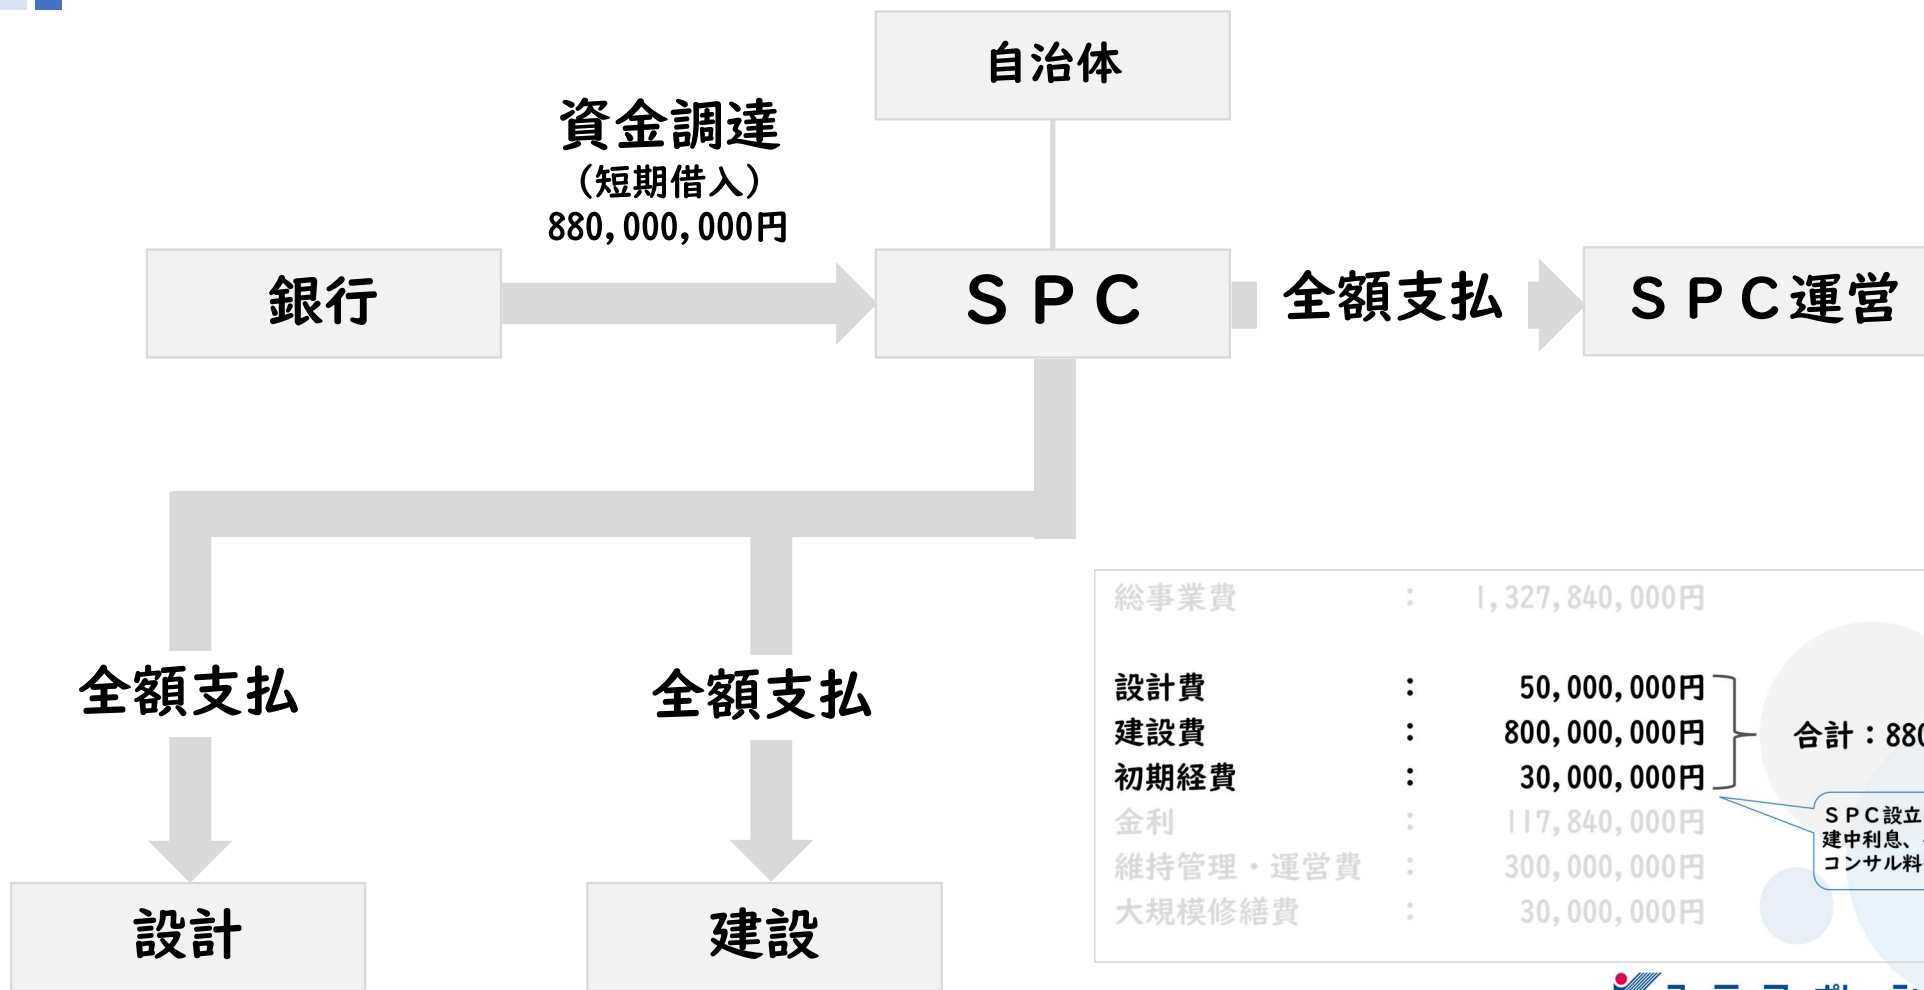 自治体
資金調達
（短期借入）
880,000,000円
銀行
ＳＰＣ
全額支払
ＳＰＣ運営
全額支払
全額支払
設計
建設
総事業費 ： 1,327,840,000円
設計費 ： 50,000,000円
建設費 ： 800,000,000円
初期経費 ： 30,000,000円
合計：880
金利 ： 117,840,000円
維持管理・運営費 ： 300,000,000円
大規模修繕費 ： 30,000,000円
ＳＰＣ設立
建中利息、
コンサル料